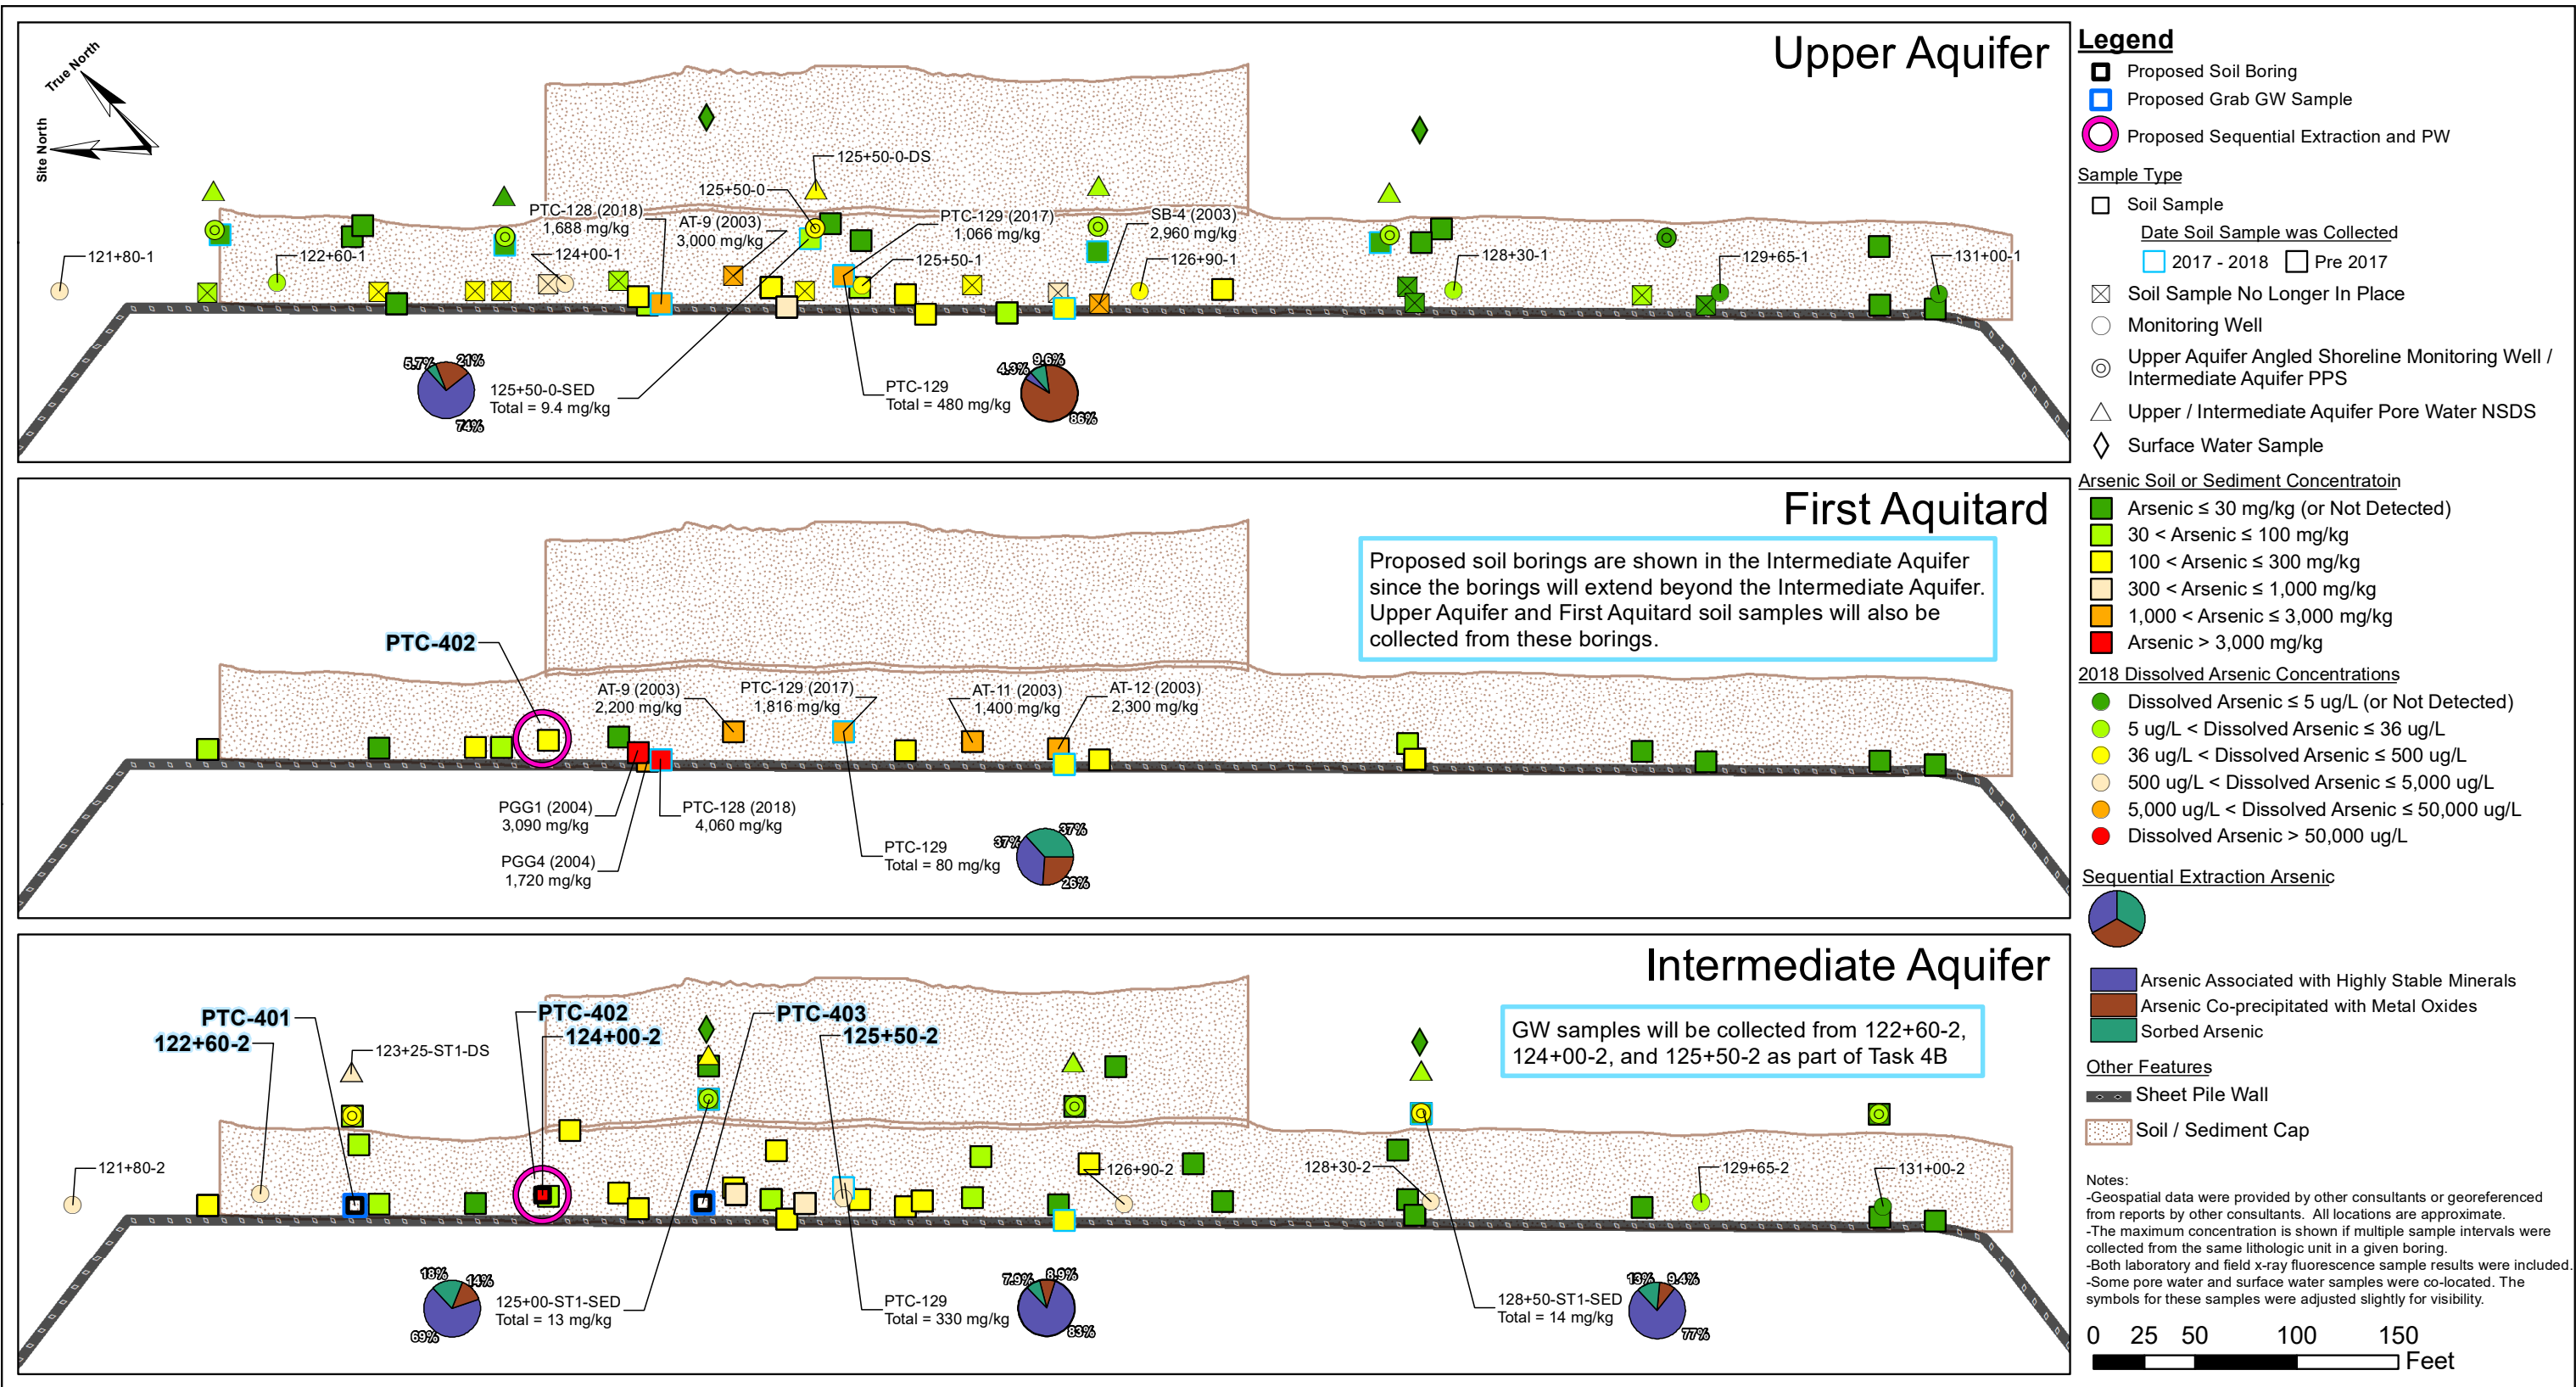 Upper Aquifer
True North
Site North
125+50-0-DS
125+50-0
PTC-128 (2018)
1,688 mg/kg
AT-9 (2003)
3,000 mg/kg
PTC-129 (2017)
1,066 mg/kg
SB-4 (2003)
2,960 mg/kg
121+80-1
122+60-1
124+00-1
125+50-1
126+90-1
128+30-1
129+65-1
131+00-1
5.7%
21%
74%
125+50-0-SED
Total = 9.4 mg/kg
PTC-129
Total = 480 mg/kg
4.3%
9.6%
86%
First Aquitard
Proposed soil borings are shown in the Intermediate Aquifer
since the borings will extend beyond the Intermediate Aquifer.
Upper Aquifer and First Aquitard soil samples will also be
collected from these borings.
PTC-402
AT-9 (2003)
2,200 mg/kg
PTC-129 (2017)
1,816 mg/kg
AT-11 (2003)
1,400 mg/kg
AT-12 (2003)
2,300 mg/kg
PGG1 (2004)
3,090 mg/kg
PTC-128 (2018)
4,060 mg/kg
PGG4 (2004)
1,720 mg/kg
PTC-129
Total = 80 mg/kg
37%
37%
26%
Intermediate Aquifer
GW samples will be collected from 122+60-2,
124+00-2, and 125+50-2 as part of Task 4B
PTC-401
122+60-2
123+25-ST1-DS
PTC-402
124+00-2
PTC-403
125+50-2
121+80-2
126+90-2
128+30-2
129+65-2
131+00-2
18%
14%
69%
125+00-ST1-SED
Total = 13 mg/kg
PTC-129
Total = 330 mg/kg
7.9%
8.9%
83%
128+50-ST1-SED
Total = 14 mg/kg
13%
9.4%
77%
Legend
Proposed Soil Boring
Proposed Grab GW Sample
Proposed Sequential Extraction and PW
Sample Type
Soil Sample
Date Soil Sample was Collected
2017 - 2018 Pre 2017
Soil Sample No Longer In Place
Monitoring Well
Upper Aquifer Angled Shoreline Monitoring Well /
Intermediate Aquifer PPS
Upper / Intermediate Aquifer Pore Water NSDS
Surface Water Sample
Arsenic Soil or Sediment Concentratoin
Arsenic ≤ 30 mg/kg (or Not Detected)
30 < Arsenic ≤ 100 mg/kg
100 < Arsenic ≤ 300 mg/kg
300 < Arsenic ≤ 1,000 mg/kg
1,000 < Arsenic ≤ 3,000 mg/kg
Arsenic > 3,000 mg/kg
2018 Dissolved Arsenic Concentrations
Dissolved Arsenic ≤ 5 ug/L (or Not Detected)
5 ug/L < Dissolved Arsenic ≤ 36 ug/L
36 ug/L < Dissolved Arsenic ≤ 500 ug/L
500 ug/L < Dissolved Arsenic ≤ 5,000 ug/L
5,000 ug/L < Dissolved Arsenic ≤ 50,000 ug/L
Dissolved Arsenic > 50,000 ug/L
Sequential Extraction Arsenic
Arsenic Associated with Highly Stable Minerals
Arsenic Co-precipitated with Metal Oxides
Sorbed Arsenic
Other Features
Sheet Pile Wall
Soil / Sediment Cap
Notes:
-Geospatial data were provided by other consultants or georeferenced
from reports by other consultants. All locations are approximate.
-The maximum concentration is shown if multiple sample intervals were
collected from the same lithologic unit in a given boring.
-Both laboratory and field x-ray fluorescence sample results were included.
-Some pore water and surface water samples were co-located. The
symbols for these samples were adjusted slightly for visibility.
0 25 50 100 150
Feet